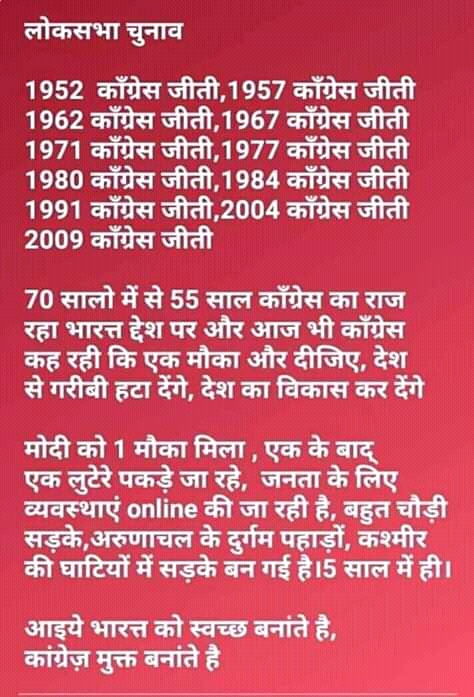 लोकसभा चुनाव
1952 काँग्रेस जीती,1957 काँग्रेस जीती
1962 काँग्रेस जीती,1967 काँग्रेस जीती
1971 काँग्रेस जीती,1977 काँग्रेस जीती
1980 काँग्रेस जीती,1984 काँग्रेस जीती
1991 काँग्रेस जीती,2004 काँग्रेस जीती
2009 काँग्रेस जीती
70 सालो में से 55 साल काँग्रेस का राज
रहा भारत्त द्देश पर और आज भी काँग्रेस
कह रही कि एक मौका और दीजिए, देश
से गरीबी हटा देंगे, देश का विकास कर देंगे
मोदी को 1 मौका मिला , एक के बाद्
एक लुटेरे पकड़े जा रहे, जनता के लिए
व्यवस्थाएं online की जा रही है, बहुत चौड़ी
सड़के,अरुणाचल के दुर्गम पहाड़ों, कश्मीर
की घाटियों में सड़के बन गई है।5 साल में ही।
आइये भारत्त को स्वच्छ बनांते है,
कांग्रेज़ मुक्त बनांते है